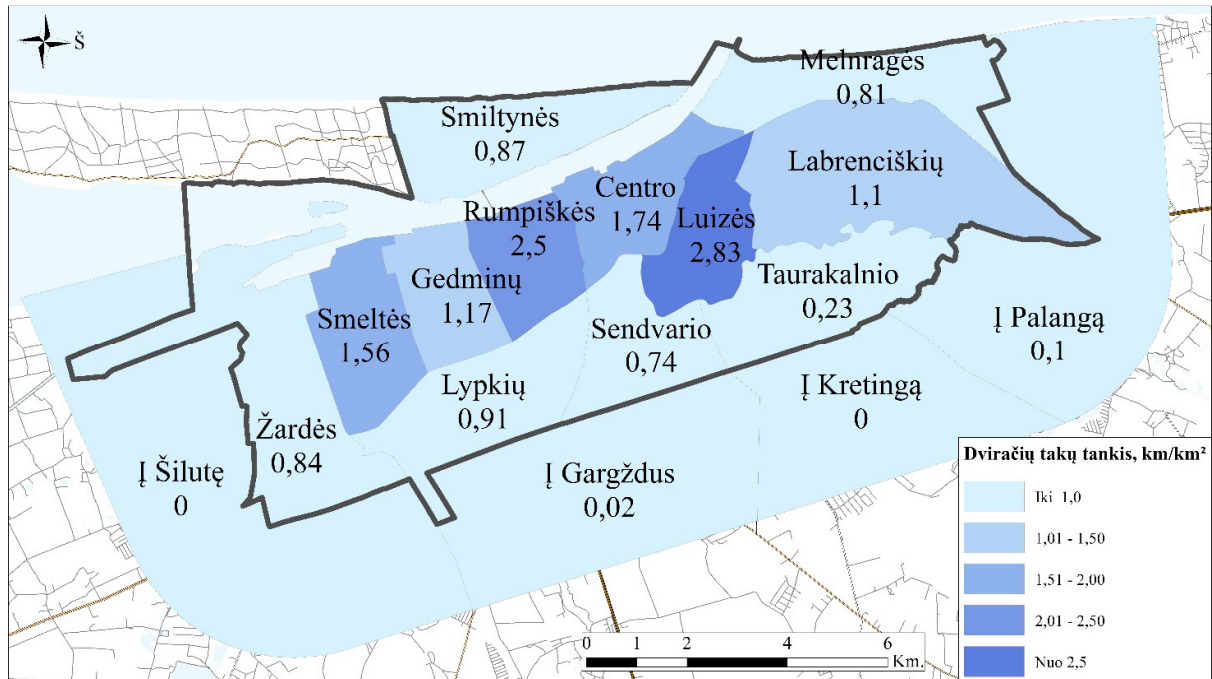 Š
Melnragės
0,81
Smiltynės
0,87
Labrenciškių
1,1
Centro
1,74
Rumpiškės
2,5
Luizės
2,83
Gedminų
1,17
Taurakalnio
0,23
Smeltės
1,56
Sendvario
0,74
Į Palangą
0,1
Lypkių
0,91
Į Kretingą
0
Žardės
0,84
Į Šilutę
0
Į Gargždus
0,02
Dviračių takų tankis, km/km²
Iki 1,0
1,01 - 1,50
1,51 - 2,00
2,01 - 2,50
Nuo 2,5
0 1 2 4 6
Km.